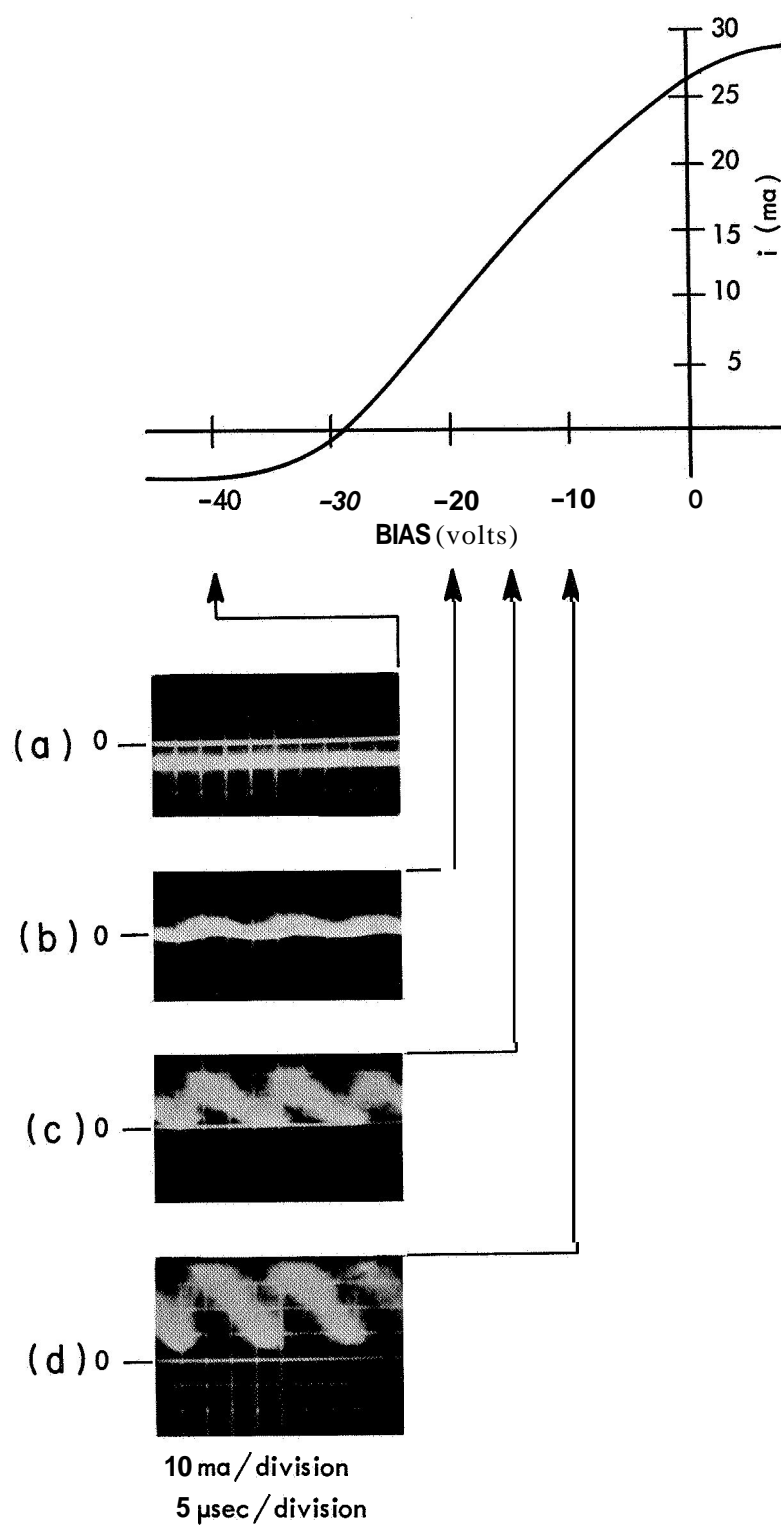 30
25
20
15
10
5
i (ma)
-40 -30 -20 -10 0
BIAS (volts)
(a) 0
(b) 0
(c) 0
(d) 0
10 ma/division
5 μsec/division